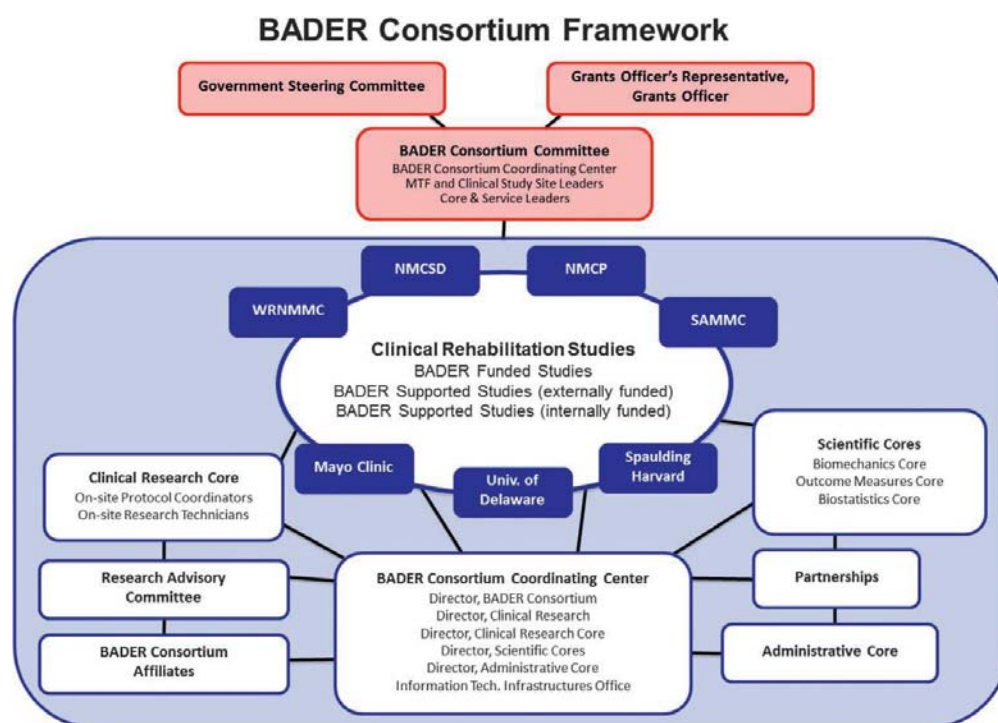 BADER Consortium Framework
Government Steering Committee
Grants Officer's Representative,
Grants Officer
BADER Consortium Committee
BADER Consortium Coordinating Center
MTF and Clinical Study Site Leaders
Core & Service Leaders
NMCSD
NMCP
WRNMMC
SAMMC
Clinical Rehabilitation Studies
BADER Funded Studies
BADER Supported Studies (externally funded)
BADER Supported Studies (internally funded)
Mayo Clinic
Univ. of
Delaware
Spaulding
Harvard
Clinical Research Core
On-site Protocol Coordinators
On-site Research Technicians
Scientific Cores
Biomechanics Core
Outcome Measures Core
Biostatistics Core
Research Advisory
Committee
BADER Consortium
Affiliates
BADER Consortium Coordinating Center
Director, BADER Consortium
Director, Clinical Research
Director, Clinical Research Core
Director, Scientific Cores
Director, Administrative Core
Information Tech. Infrastructures Office
Partnerships
Administrative Core